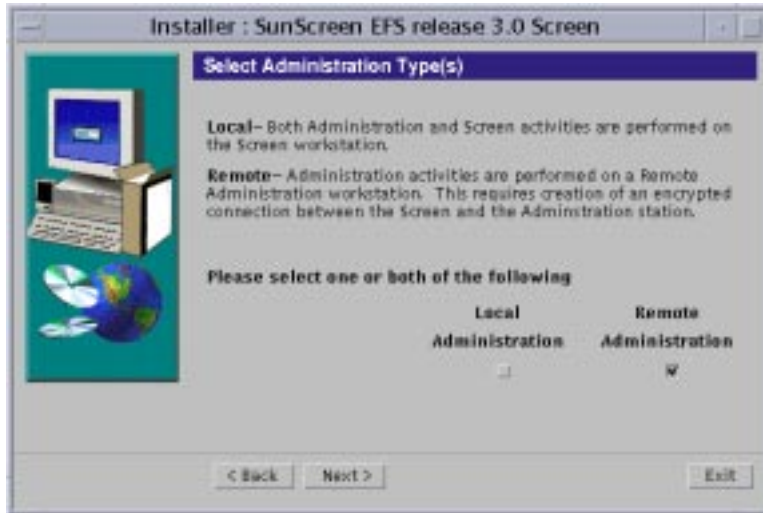 Installer : SunScreen EFS release 3.0 Screen
Select Administration Type(s)
Local– Both Administration and Screen activities are performed on
the Screen workstation.
Remote– Administration activities are performed on a Remote
Administration workstation. This requires creation of an encrypted
connection between the Screen and the Adminstration station.
Please select one or both of the following
Local Remote
Administration Administration
< Back Next > Exit